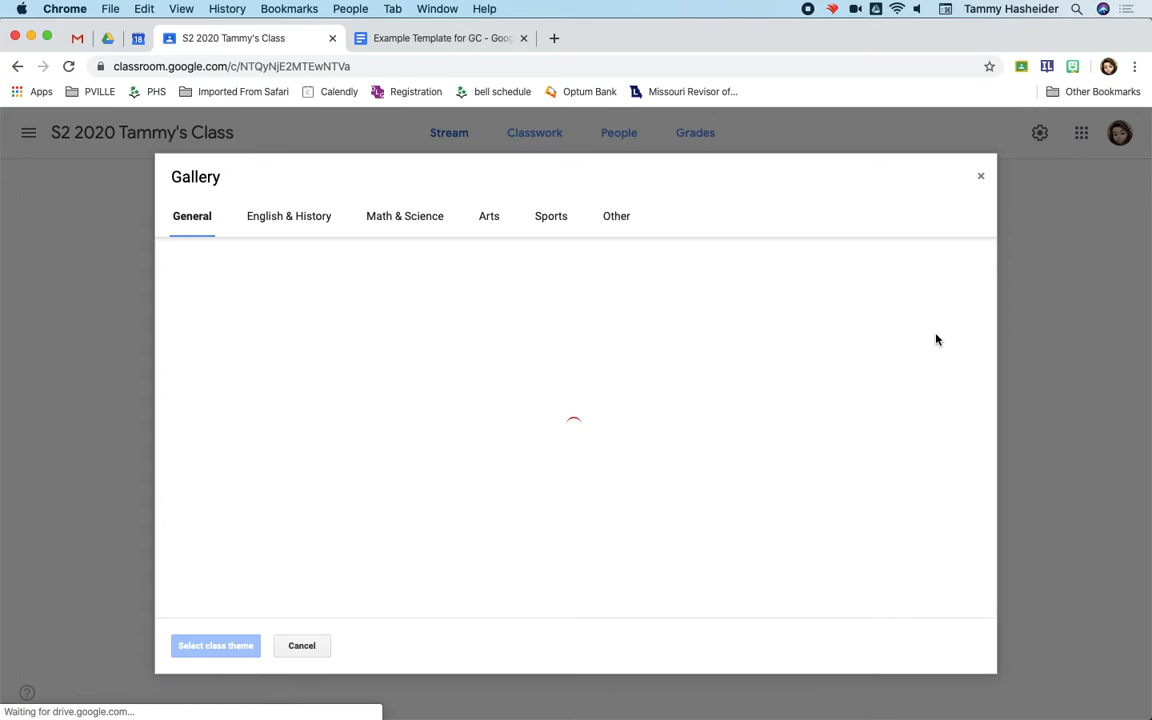 Chrome File Edit View History Bookmarks People Tab Window Help Tammy Hasheider
18 S2 2020 Tammy's Class Example Template for GC - Goog
classroom.google.com/c/NTQyNjE2MTEwNTVa
Apps PVILLE PHS Imported From Safari Calendly Registration bell schedule Optum Bank Missouri Revisor of... Other Bookmarks
S2 2020 Tammy's Class Stream Classwork People Grades
Gallery
General English & History Math & Science Arts Sports Other
Select class theme Cancel
Waiting for drive.google.com...